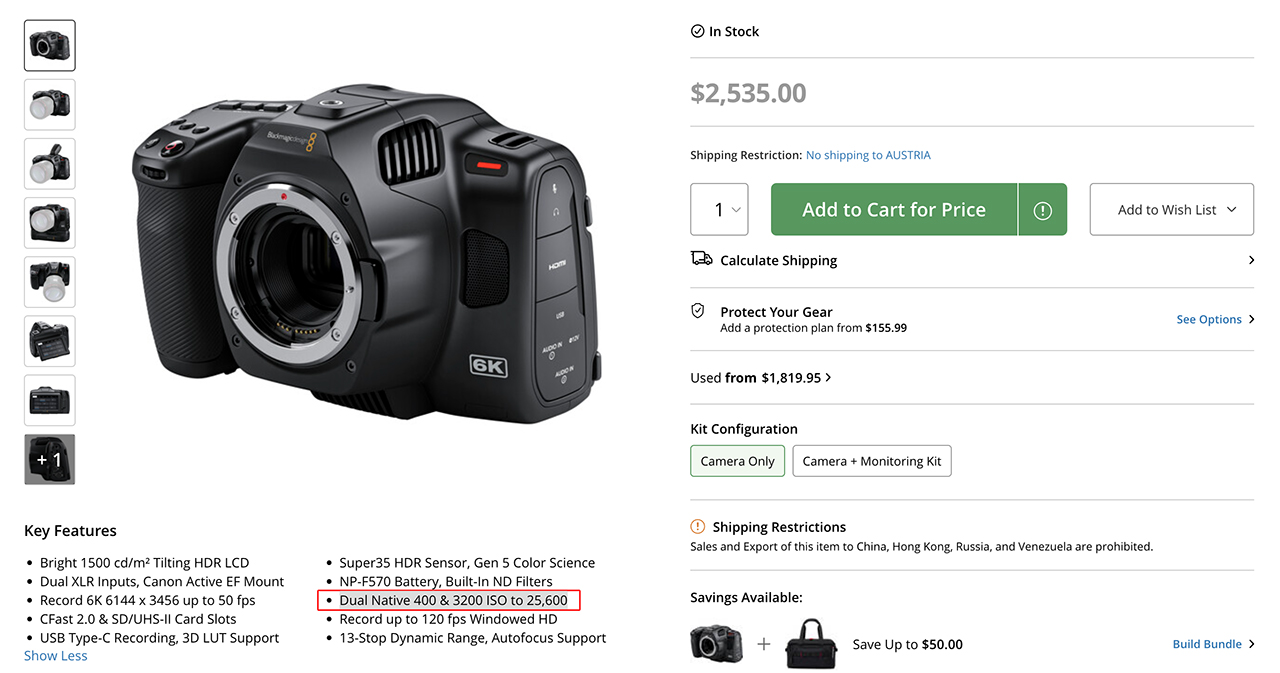 Blackmagicdesign
HDMI
USB
AUDIO IN
12V
AUDIO IN
6K
+ 1
Key Features
Bright 1500 cd/m² Tilting HDR LCD
Dual XLR Inputs, Canon Active EF Mount
Record 6K 6144 x 3456 up to 50 fps
CFast 2.0 & SD/UHS-II Card Slots
USB Type-C Recording, 3D LUT Support
Show Less
Super35 HDR Sensor, Gen 5 Color Science
NP-F570 Battery, Built-In ND Filters
Dual Native 400 & 3200 ISO to 25,600
Record up to 120 fps Windowed HD
13-Stop Dynamic Range, Autofocus Support
In Stock
$2,535.00
Shipping Restriction: No shipping to AUSTRIA
1
Add to Cart for Price
Add to Wish List
Calculate Shipping
Protect Your Gear
Add a protection plan from $155.99
See Options
Used from $1,819.95
Kit Configuration
Camera Only
Camera + Monitoring Kit
Shipping Restrictions
Sales and Export of this item to China, Hong Kong, Russia, and Venezuela are prohibited.
Savings Available:
+
Save Up to $50.00
Build Bundle